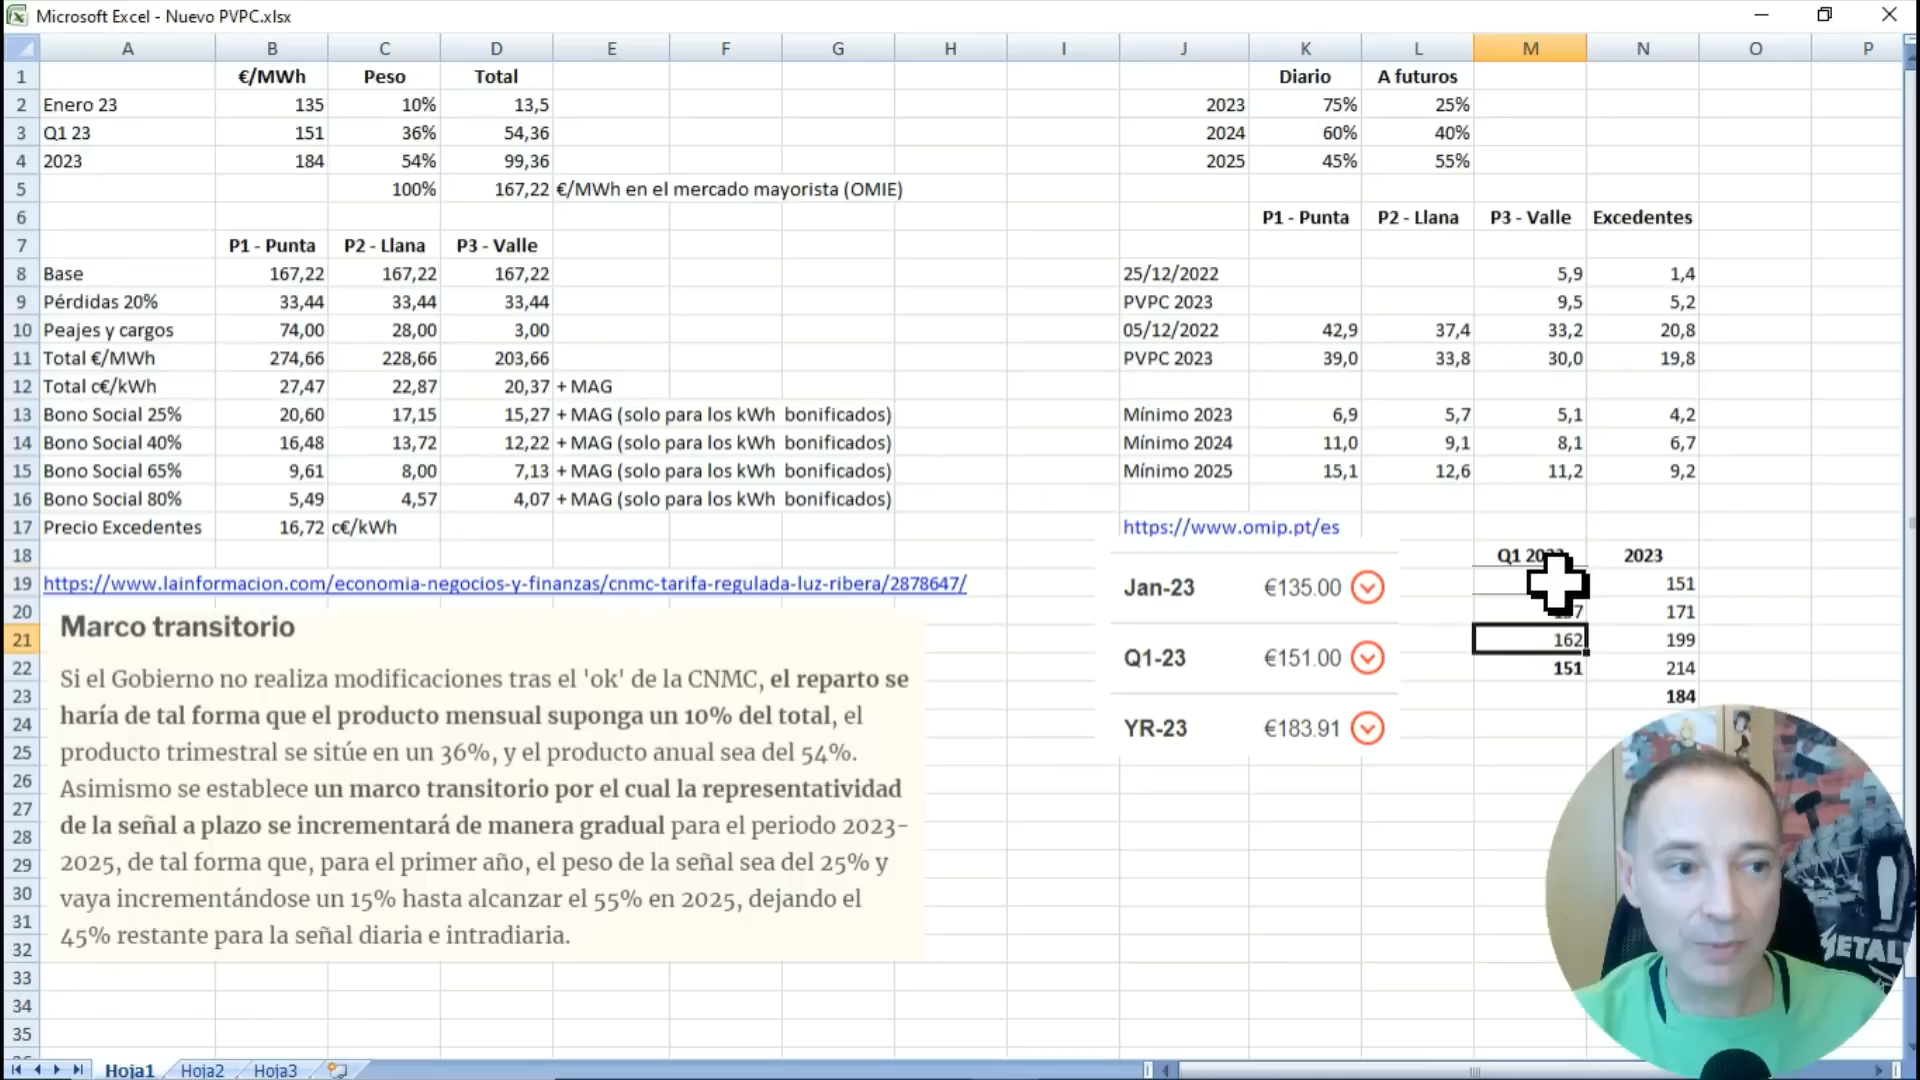 Microsoft Excel - Nuevo PVPC.xlsx
A B C D E F G H I J K L M N O P
1 €/MWh Peso Total Diario A futuros
2 Enero 23 135 10% 13,5 2023 75% 25%
3 Q1 23 151 36% 54,36 2024 60% 40%
4 2023 184 54% 99,36 2025 45% 55%
5 100% 167,22 €/MWh en el mercado mayorista (OMIE)
6 P1 - Punta P2 - Llana P3 - Valle Excedentes
7 P1 - Punta P2 - Llana P3 - Valle
8 Base 167,22 167,22 167,22 25/12/2022 5,9 1,4
9 Pérdidas 20% 33,44 33,44 33,44 PVPC 2023 9,5 5,2
10 Peajes y cargos 74,00 28,00 3,00 05/12/2022 42,9 37,4 33,2 20,8
11 Total €/MWh 274,66 228,66 203,66 PVPC 2023 39,0 33,8 30,0 19,8
12 Total c€/kWh 27,47 22,87 20,37 + MAG
13 Bono Social 25% 20,60 17,15 15,27 + MAG (solo para los kWh bonificados) Mínimo 2023 6,9 5,7 5,1 4,2
14 Bono Social 40% 16,48 13,72 12,22 + MAG (solo para los kWh bonificados) Mínimo 2024 11,0 9,1 8,1 6,7
15 Bono Social 65% 9,61 8,00 7,13 + MAG (solo para los kWh bonificados) Mínimo 2025 15,1 12,6 11,2 9,2
16 Bono Social 80% 5,49 4,57 4,07 + MAG (solo para los kWh bonificados)
17 Precio Excedentes 16,72 c€/kWh https://www.omip.pt/es
18 Q1 2023
19 https://www.lainformacion.com/economia-negocios-y-finanzas/cnmc-tarifa-regulada-luz-ribera/2878647/ 151
20 171
21 162 199
22 151 214
23 184
24
25
26
27
28
29
30
31
32
33
34
35
Marco transitorio
Si el Gobierno no realiza modificaciones tras el 'ok' de la CNMC, el reparto se
haría de tal forma que el producto mensual suponga un 10% del total, el
producto trimestral se sitúe en un 36%, y el producto anual sea del 54%.
Asimismo se establece un marco transitorio por el cual la representatividad
de la señal a plazo se incrementará de manera gradual para el periodo 2023-
2025, de tal forma que, para el primer año, el peso de la señal sea del 25% y
vaya incrementándose un 15% hasta alcanzar el 55% en 2025, dejando el
45% restante para la señal diaria e intradiaria.
Jan-23 €135.00
Q1-23 €151.00
YR-23 €183.91
METAL
Hoja1 Hoja2 Hoja3